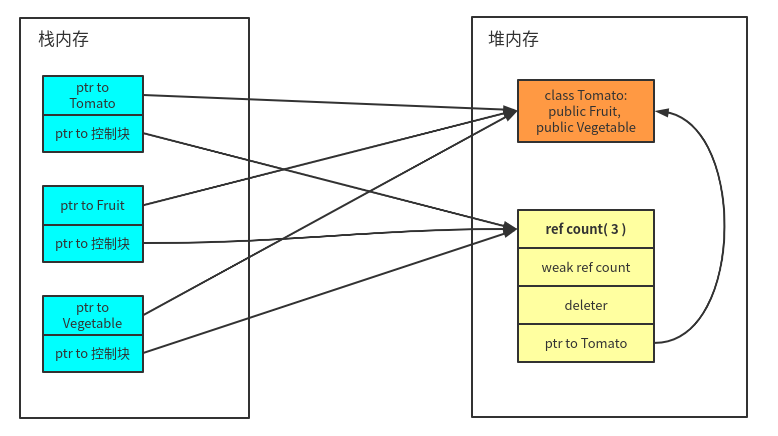 栈内存
ptr to
Tomato
ptr to 控制块
ptr to Fruit
ptr to 控制块
ptr to
Vegetable
ptr to 控制块
堆内存
class Tomato:
public Fruit,
public Vegetable
ref count( 3 )
weak ref count
deleter
ptr to Tomato